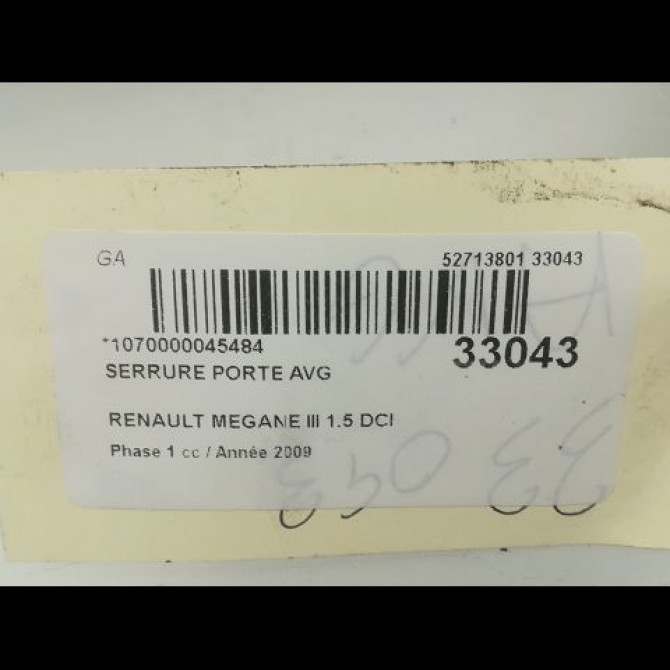 GA 52713801 33043
*1070000045484 33043
SERRURE PORTE AVG
RENAULT MEGANE III 1.5 DCI
Phase 1 cc / Année 2009
33043